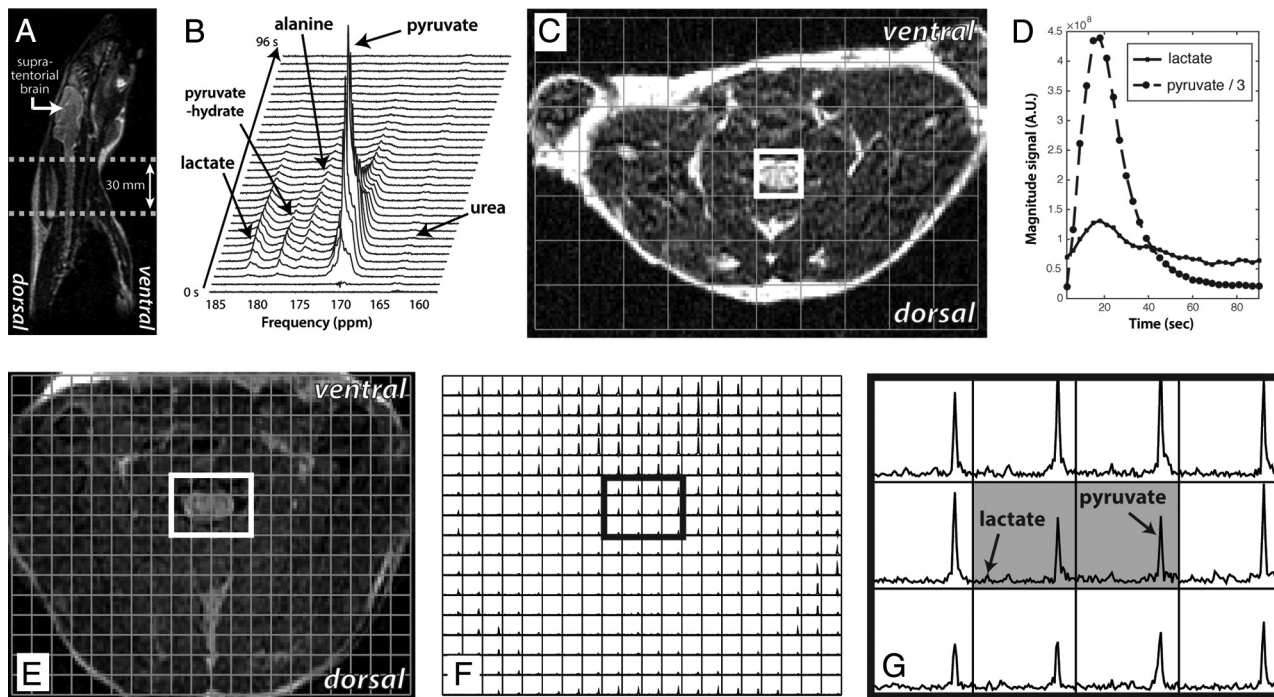 A
supra-
tentorial
brain
30 mm
dorsal
ventral
B
96 s
alanine
pyruvate
pyruvate
-hydrate
lactate
urea
0 s
185 180 175 170 165 160
Frequency (ppm)
C
ventral
dorsal
D
×10⁸
5
4.5
4
3.5
3
2.5
2
1.5
1
0.5
0
Magnitude signal (A.U.)
lactate
pyruvate / 3
20 40 60 80
Time (sec)
ventral
E
dorsal
F
lactate
pyruvate
G